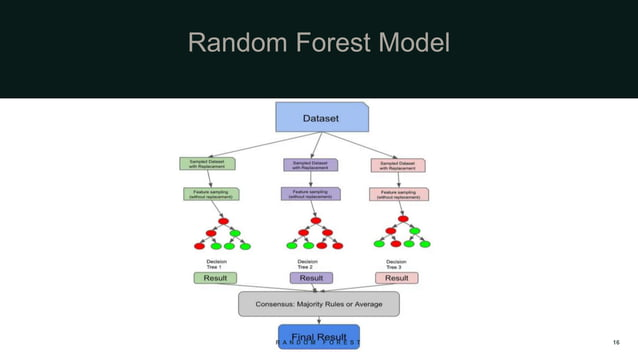 Random Forest Model
Dataset
Sampled Dataset
with Replacement
Sampled Dataset
with Replacement
Sampled Dataset
with Replacement
Feature sampling
(without replacement)
Feature sampling
(without replacement)
Feature sampling
(without replacement)
Decision
Tree 1
Decision
Tree 2
Decision
Tree 3
Result
Result
Result
Consensus: Majority Rules or Average
Final Result
RANDOM FOREST
16